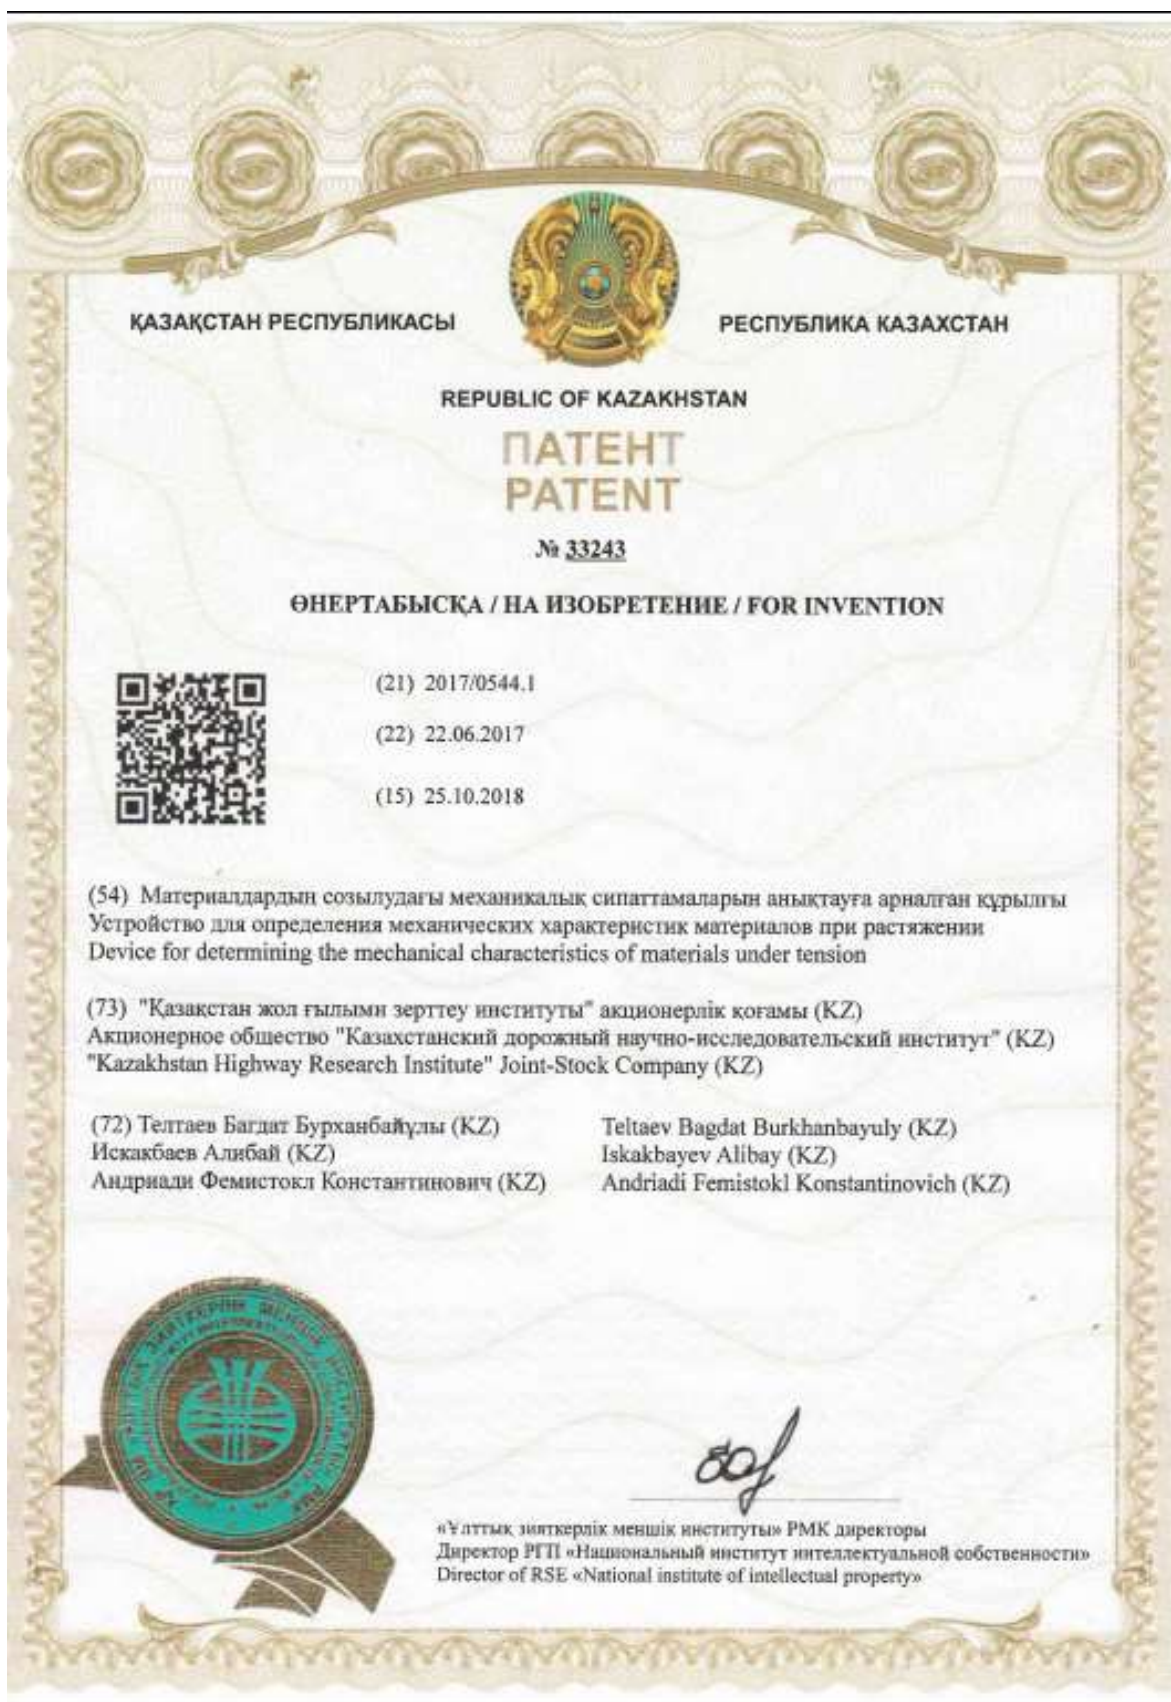 ҚАЗАҚСТАН РЕСПУБЛИКАСЫ
РЕСПУБЛИКА КАЗАХСТАН
REPUBLIC OF KAZAKHSTAN
ПАТЕНТ
PATENT
№ 33243
ӨНЕРТАБЫСҚА / НА ИЗОБРЕТЕНИЕ / FOR INVENTION
(21) 2017/0544.1
(22) 22.06.2017
(15) 25.10.2018
(54) Материалдардың созылудағы механикалық сипаттамаларын анықтауға арналған құрылғы
Устройство для определения механических характеристик материалов при растяжении
Device for determining the mechanical characteristics of materials under tension
(73) "Қазақстан жол ғылыми зерттеу институты" акционерлік қоғамы (KZ)
Акционерное общество "Казахстанский дорожный научно-исследовательский институт" (KZ)
"Kazakhstan Highway Research Institute" Joint-Stock Company (KZ)
(72) Телтаев Багдат Бурханбайұлы (KZ)
Искакбаев Алибай (KZ)
Андриади Фемистокл Константинович (KZ)
Teltaev Bagdat Burkhanbayuly (KZ)
Iskakbayev Alibay (KZ)
Andriadi Femistokl Konstantinovich (KZ)
«Ұлттық зияткерлік меншік институты» РМК директоры
Директор РГП «Национальный институт интеллектуальной собственности»
Director of RSE «National institute of intellectual property»